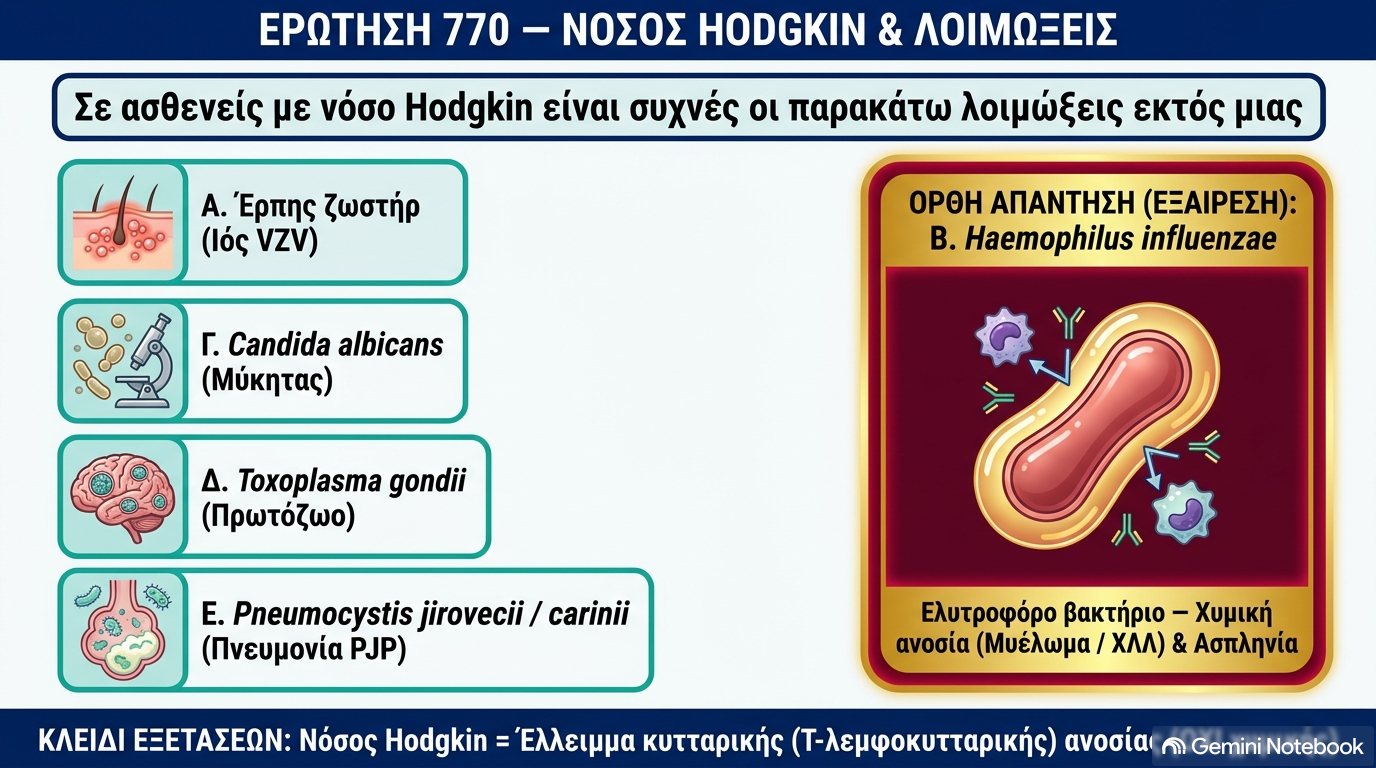 ΕΡΩΤΗΣΗ 770 — ΝΟΣΟΣ HODGKIN & ΛΟΙΜΩΞΕΙΣ
Σε ασθενείς με νόσο Hodgkin είναι συχνές οι παρακάτω λοιμώξεις εκτός μιας
Α. Έρπης ζωστήρ
(Ιός VZV)
Γ. Candida albicans
(Μύκητας)
Δ. Toxoplasma gondii
(Πρωτόζωο)
Ε. Pneumocystis jirovecii / carinii
(Πνευμονία PJP)
ΟΡΘΗ ΑΠΑΝΤΗΣΗ (ΕΞΑΙΡΕΣΗ):
Β. Haemophilus influenzae
Ελυτροφόρο βακτήριο — Χυμική
ανοσία (Μυέλωμα / ΧΛΛ) & Ασπληνία
ΚΛΕΙΔΙ ΕΞΕΤΑΣΕΩΝ: Νόσος Hodgkin = Έλλειμμα κυτταρικής (Τ-λεμφοκυτταρικής) ανοσίας
Gemini Notebook